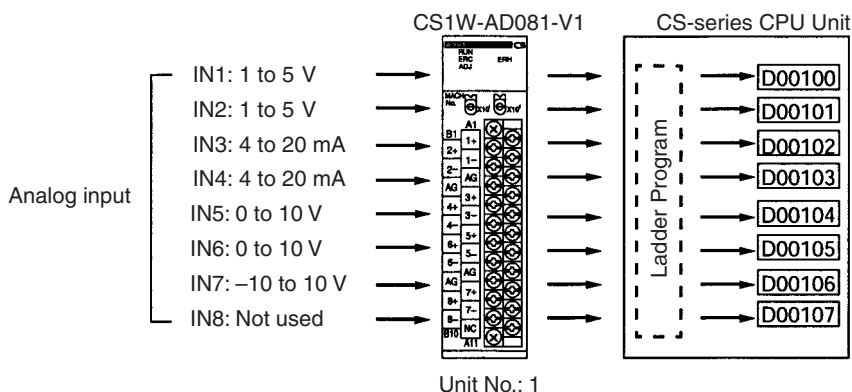 CS1W-AD081-V1
CS-series CPU Unit
Analog input
IN1: 1 to 5 V
IN2: 1 to 5 V
IN3: 4 to 20 mA
IN4: 4 to 20 mA
IN5: 0 to 10 V
IN6: 0 to 10 V
IN7: –10 to 10 V
IN8: Not used
CS
RUN
ERC
ERH
ADJ
MACH
No.
A1
B1
1+
2+
1–
2–
AG
AG
3+
4+
3–
4–
5+
6+
5–
6–
AG
AG
7+
8+
7–
8–
NC
B10
A11
Ladder Program
D00100
D00101
D00102
D00103
D00104
D00105
D00106
D00107
Unit No.: 1